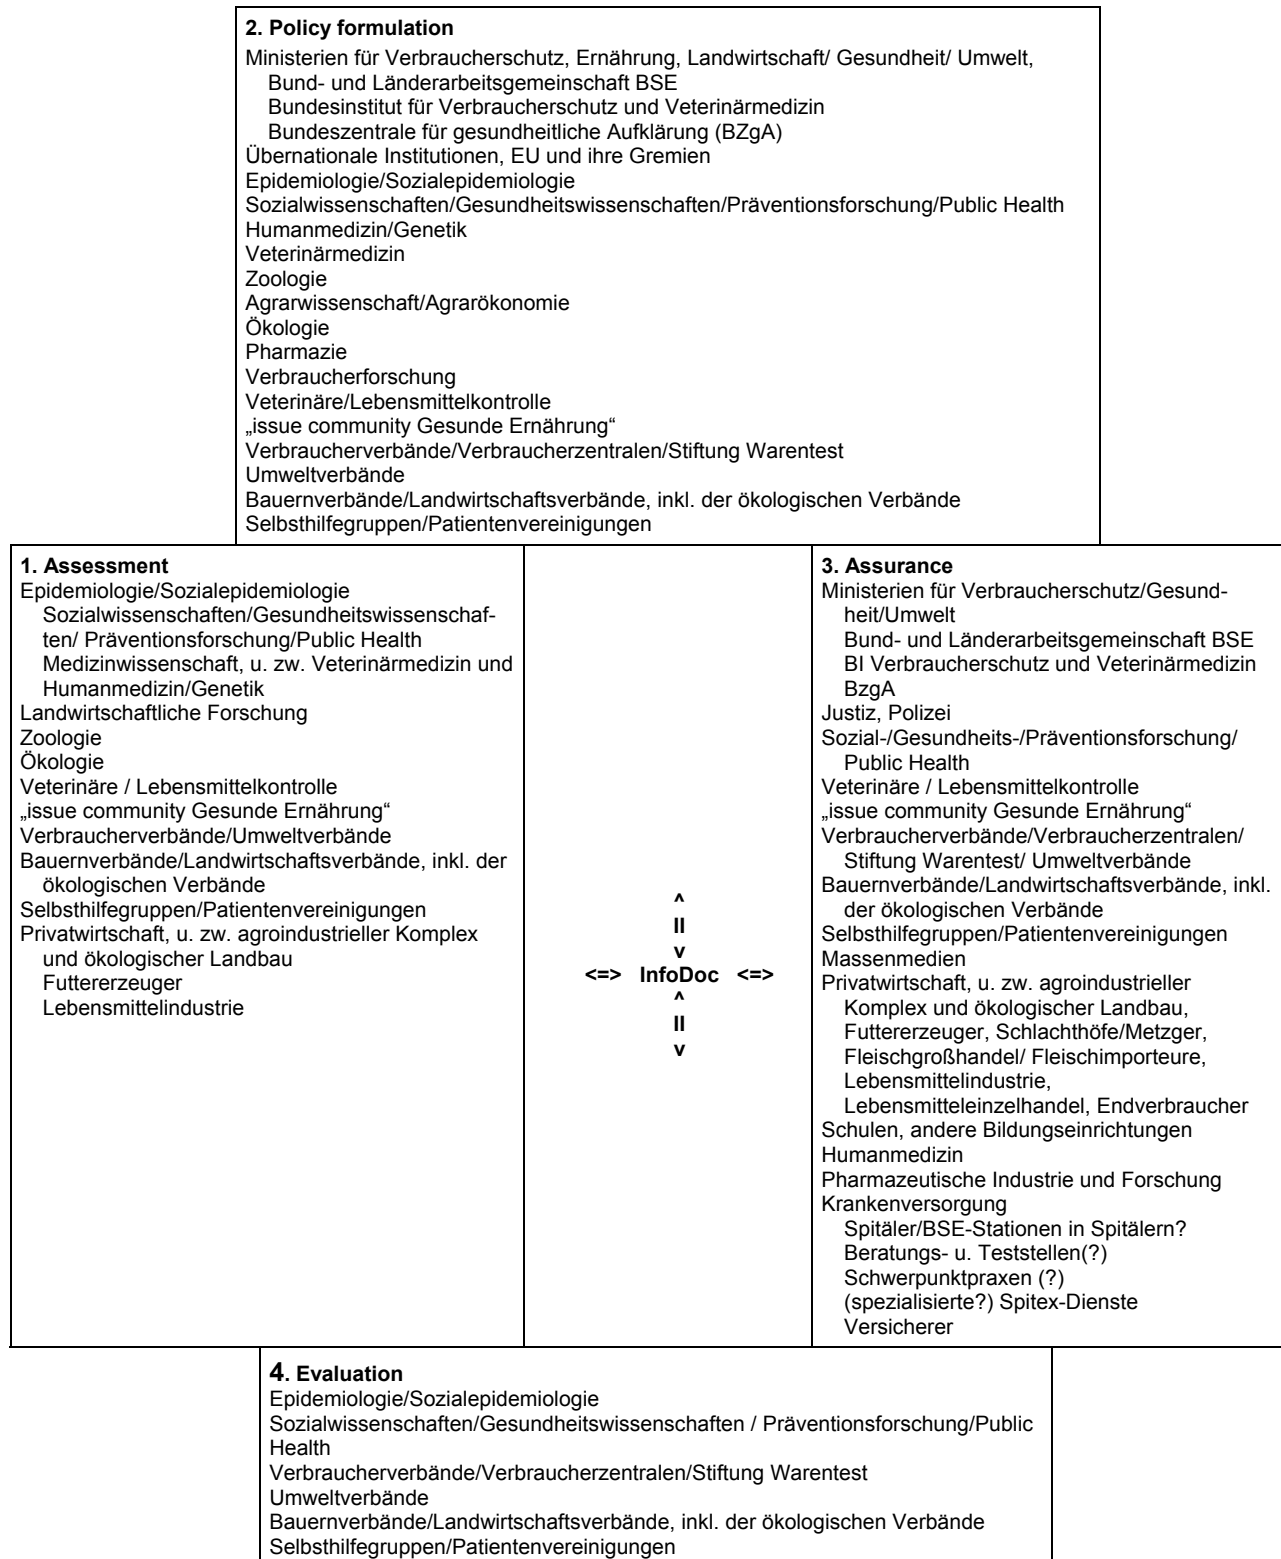 2. Policy formulation
Ministerien für Verbraucherschutz, Ernährung, Landwirtschaft/ Gesundheit/ Umwelt,
Bund- und Länderarbeitsgemeinschaft BSE
Bundesinstitut für Verbraucherschutz und Veterinärmedizin
Bundeszentrale für gesundheitliche Aufklärung (BZgA)
Übernationale Institutionen, EU und ihre Gremien
Epidemiologie/Sozialepidemiologie
Sozialwissenschaften/Gesundheitswissenschaften/Präventionsforschung/Public Health
Humanmedizin/Genetik
Veterinärmedizin
Zoologie
Agrarwissenschaft/Agrarökonomie
Ökologie
Pharmazie
Verbraucherforschung
Veterinäre/Lebensmittelkontrolle
„issue community Gesunde Ernährung“
Verbraucherverbände/Verbraucherzentralen/Stiftung Warentest
Umweltverbände
Bauernverbände/Landwirtschaftsverbände, inkl. der ökologischen Verbände
Selbsthilfegruppen/Patientenvereinigungen
1. Assessment
Epidemiologie/Sozialepidemiologie
Sozialwissenschaften/Gesundheitswissenschaf-
ten/ Präventionsforschung/Public Health
Medizinwissenschaft, u. zw. Veterinärmedizin und
Humanmedizin/Genetik
Landwirtschaftliche Forschung
Zoologie
Ökologie
Veterinäre / Lebensmittelkontrolle
„issue community Gesunde Ernährung“
Verbraucherverbände/Umweltverbände
Bauernverbände/Landwirtschaftsverbände, inkl. der
ökologischen Verbände
Selbsthilfegruppen/Patientenvereinigungen
Privatwirtschaft, u. zw. agroindustrieller Komplex
und ökologischer Landbau
Futtererzeuger
Lebensmittelindustrie
^
II
v
<=> InfoDoc <=>
^
II
v
3. Assurance
Ministerien für Verbraucherschutz/Gesund-
heit/Umwelt
Bund- und Länderarbeitsgemeinschaft BSE
BI Verbraucherschutz und Veterinärmedizin
BzgA
Justiz, Polizei
Sozial-/Gesundheits-/Präventionsforschung/
Public Health
Veterinäre / Lebensmittelkontrolle
„issue community Gesunde Ernährung“
Verbraucherverbände/Verbraucherzentralen/
Stiftung Warentest/ Umweltverbände
Bauernverbände/Landwirtschaftsverbände, inkl.
der ökologischen Verbände
Selbsthilfegruppen/Patientenvereinigungen
Massenmedien
Privatwirtschaft, u. zw. agroindustrieller
Komplex und ökologischer Landbau,
Futtererzeuger, Schlachthöfe/Metzger,
Fleischgroßhandel/ Fleischimporteure,
Lebensmittelindustrie,
Lebensmitteleinzelhandel, Endverbraucher
Schulen, andere Bildungseinrichtungen
Humanmedizin
Pharmazeutische Industrie und Forschung
Krankenversorgung
Spitäler/BSE-Stationen in Spitälern?
Beratungs- u. Teststellen(?)
Schwerpunktpraxen (?)
(spezialisierte?) Spitex-Dienste
Versicherer
4. Evaluation
Epidemiologie/Sozialepidemiologie
Sozialwissenschaften/Gesundheitswissenschaften / Präventionsforschung/Public
Health
Verbraucherverbände/Verbraucherzentralen/Stiftung Warentest
Umweltverbände
Bauernverbände/Landwirtschaftsverbände, inkl. der ökologischen Verbände
Selbsthilfegruppen/Patientenvereinigungen